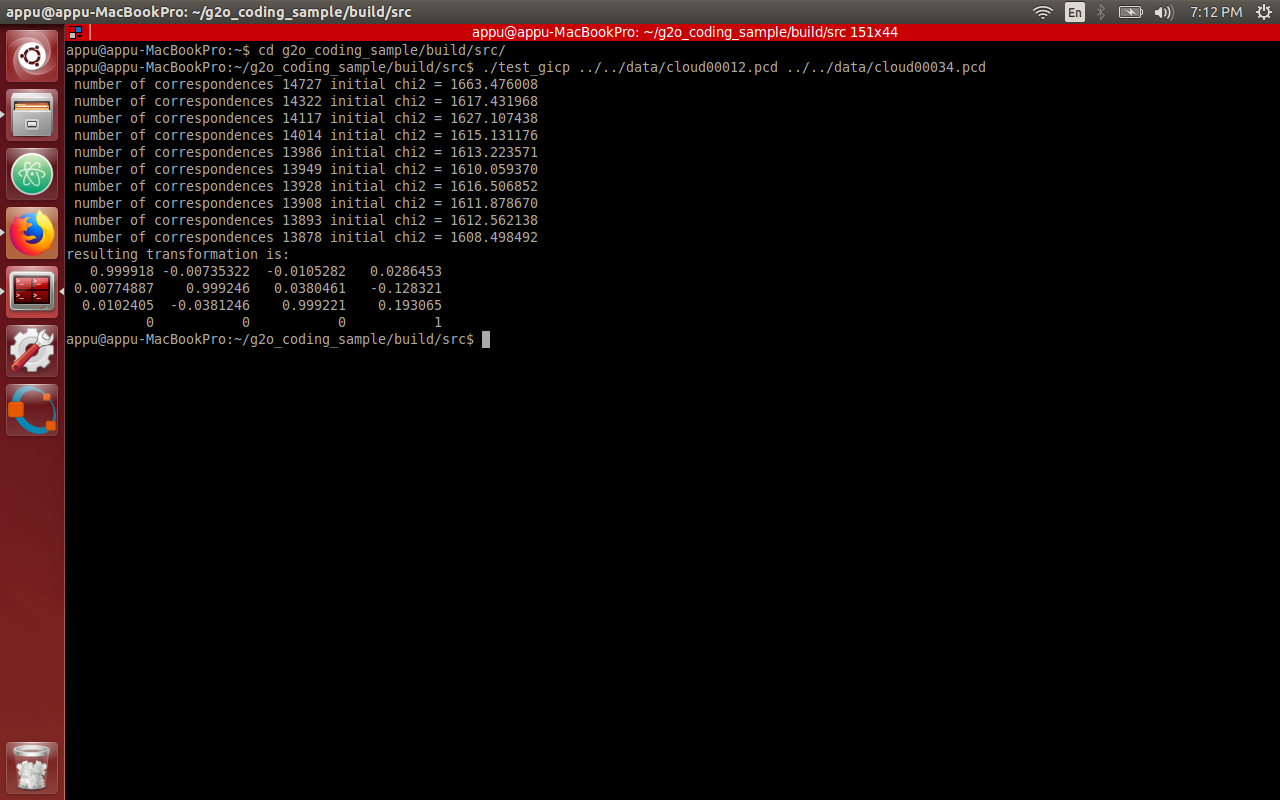 appu@appu-MacBookPro: ~/g2o_coding_sample/build/src En 7:12 PM
appu@appu-MacBookPro: ~/g2o_coding_sample/build/src 151x44
appu@appu-MacBookPro:~$ cd g2o_coding_sample/build/src/
appu@appu-MacBookPro:~/g2o_coding_sample/build/src$ ./test_gicp ../../data/cloud00012.pcd ../../data/cloud00034.pcd
number of correspondences 14727 initial chi2 = 1663.476008
number of correspondences 14322 initial chi2 = 1617.431968
number of correspondences 14117 initial chi2 = 1627.107438
number of correspondences 14014 initial chi2 = 1615.131176
number of correspondences 13986 initial chi2 = 1613.223571
number of correspondences 13949 initial chi2 = 1610.059370
number of correspondences 13928 initial chi2 = 1616.506852
number of correspondences 13908 initial chi2 = 1611.878670
number of correspondences 13893 initial chi2 = 1612.562138
number of correspondences 13878 initial chi2 = 1608.498492
resulting transformation is:
0.999918 -0.00735322 -0.0105282 0.0286453
0.00774887 0.999246 0.0380461 -0.128321
0.0102405 -0.0381246 0.999221 0.193065
0 0 0 1
appu@appu-MacBookPro:~/g2o_coding_sample/build/src$